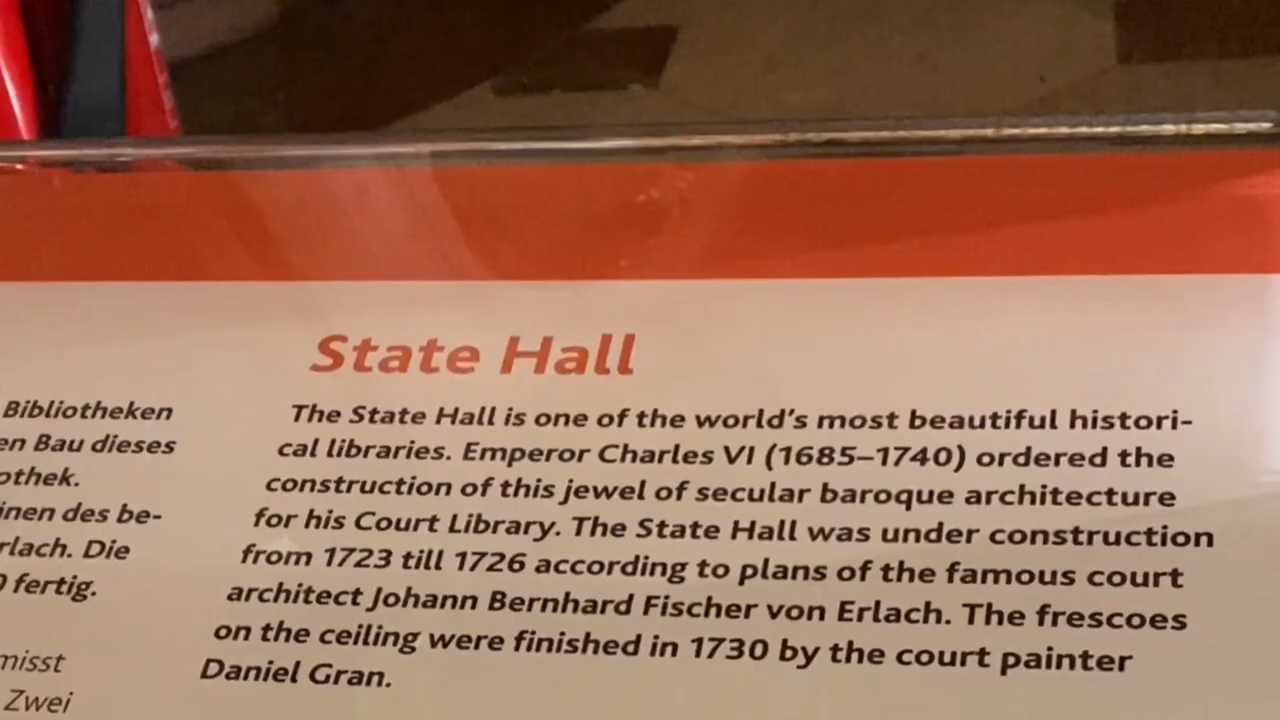 State Hall
Bibliotheken
en Bau dieses
othek.
inen des be-
rlach. Die
fertig.
misst
Zwei
The State Hall is one of the world's most beautiful histori-
cal libraries. Emperor Charles VI (1685–1740) ordered the
construction of this jewel of secular baroque architecture
for his Court Library. The State Hall was under construction
from 1723 till 1726 according to plans of the famous court
architect Johann Bernhard Fischer von Erlach. The frescoes
on the ceiling were finished in 1730 by the court painter
Daniel Gran.